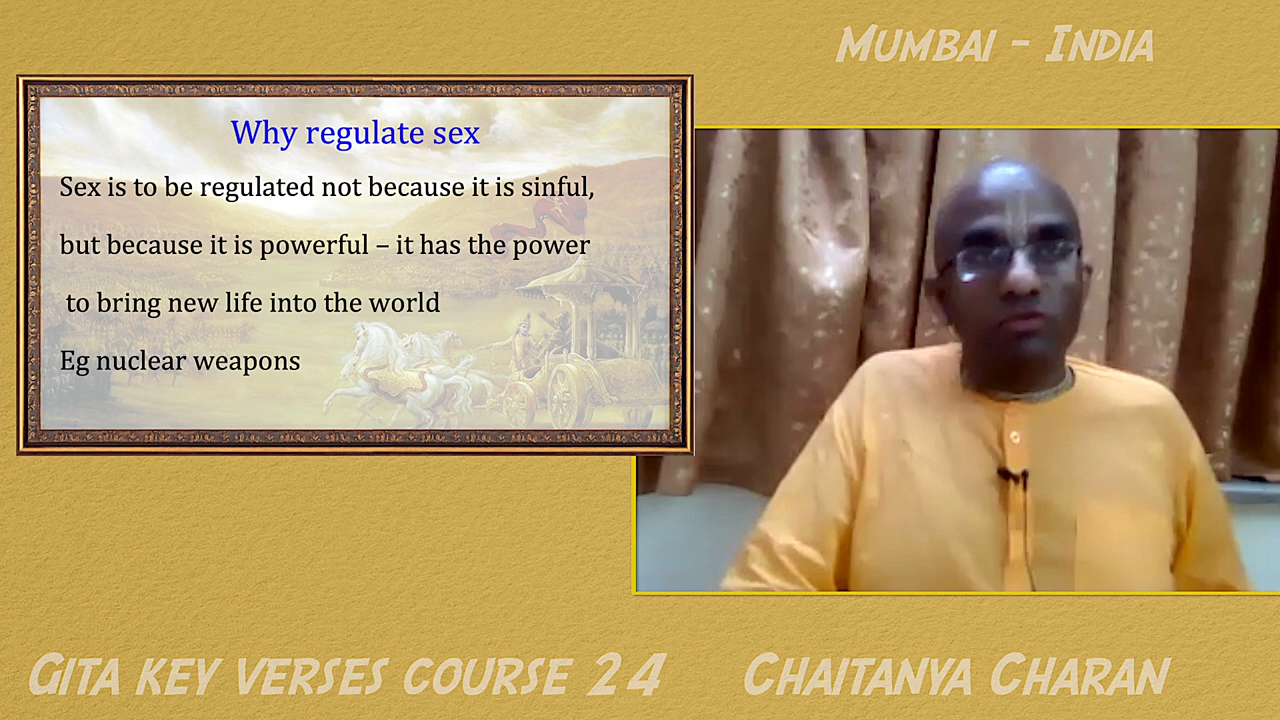 Mumbai - India
Why regulate sex
Sex is to be regulated not because it is sinful,
but because it is powerful – it has the power
to bring new life into the world
Eg nuclear weapons
Gita key verses course 24
Chaitanya Charan